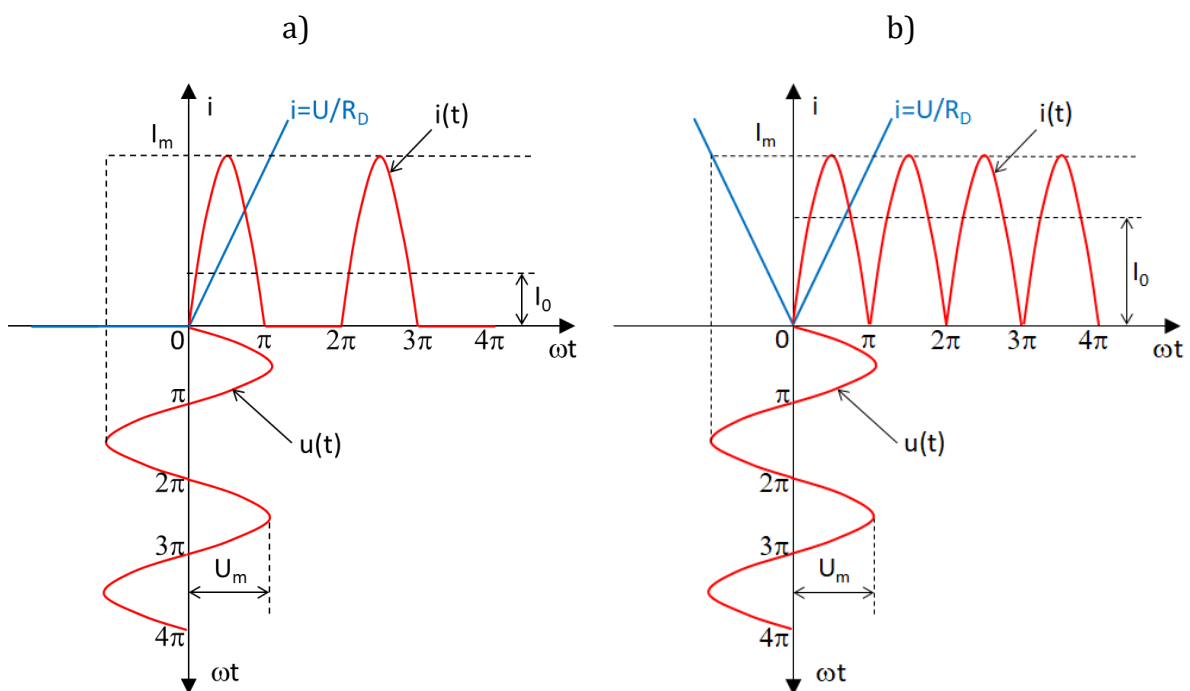 a)
i
i=U/R_D
i(t)
I_m
I_0
0
π
2π
3π
4π
ωt
π
u(t)
2π
3π
U_m
4π
ωt
b)
i
i=U/R_D
i(t)
I_m
I_0
0
π
2π
3π
4π
ωt
π
u(t)
2π
3π
U_m
4π
ωt